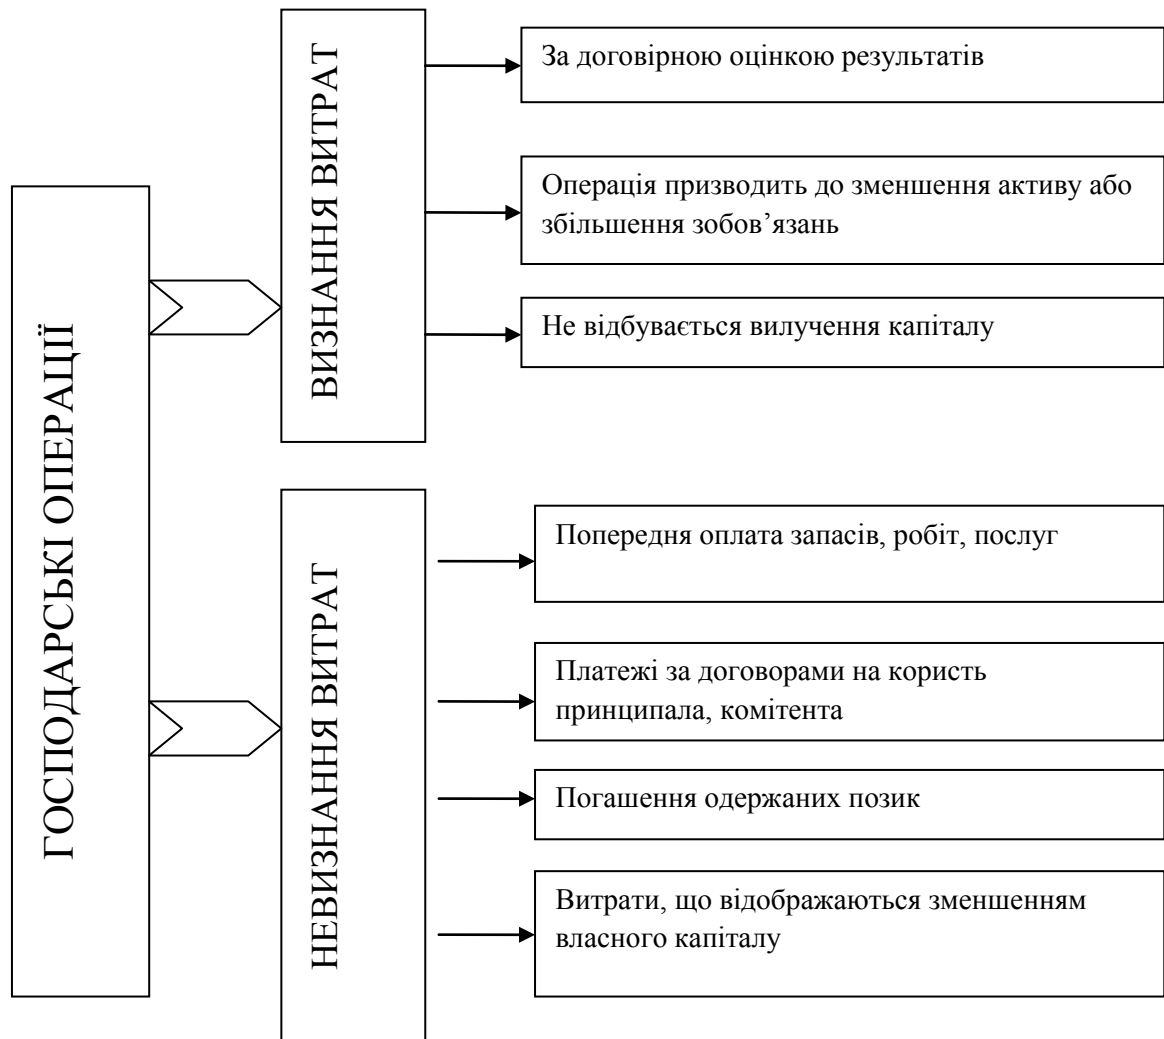 ГОСПОДАРСЬКІ ОПЕРАЦІЇ
ВИЗНАННЯ ВИТРАТ
За договірною оцінкою результатів
Операція призводить до зменшення активу або
збільшення зобов’язань
Не відбувається вилучення капіталу
НЕВИЗНАННЯ ВИТРАТ
Попередня оплата запасів, робіт, послуг
Платежі за договорами на користь
принципала, комітента
Погашення одержаних позик
Витрати, що відображаються зменшенням
власного капіталу